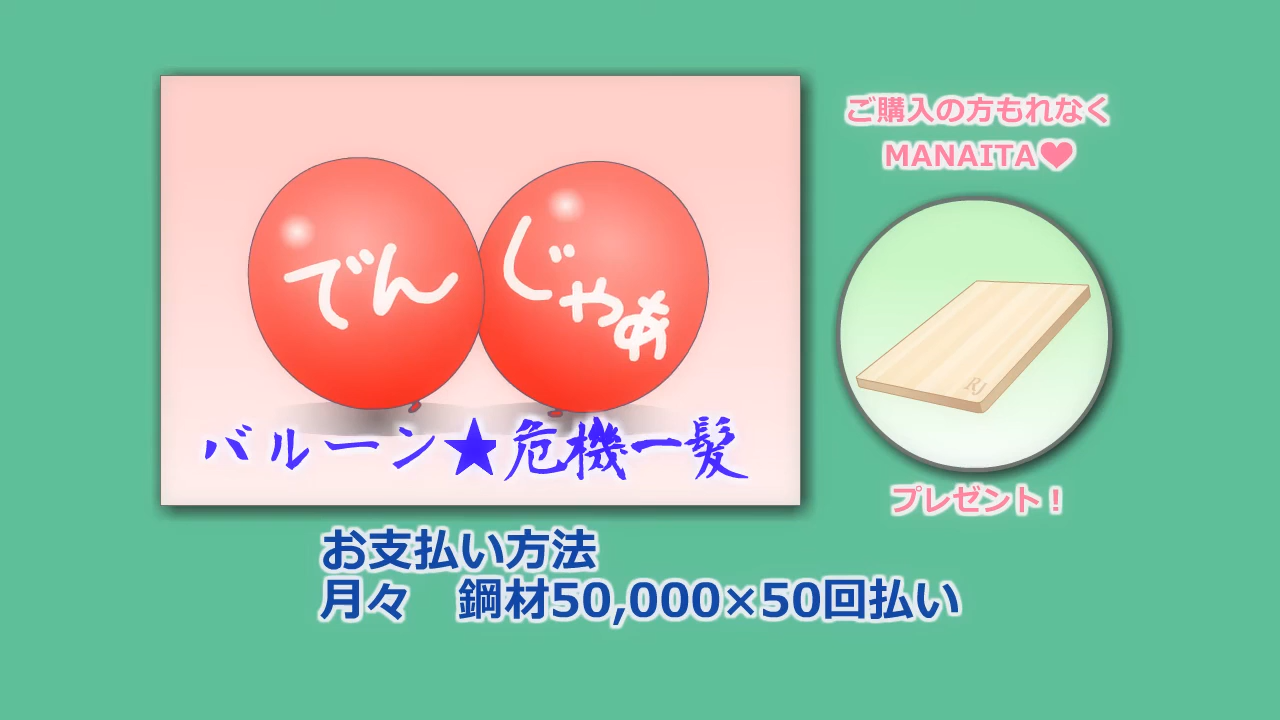 でん
じゃぁ
バルーン★危機一髪
ご購入の方もれなく
MANAITA♥
RJ
プレゼント！
お支払い方法
月々　鋼材50,000×50回払い